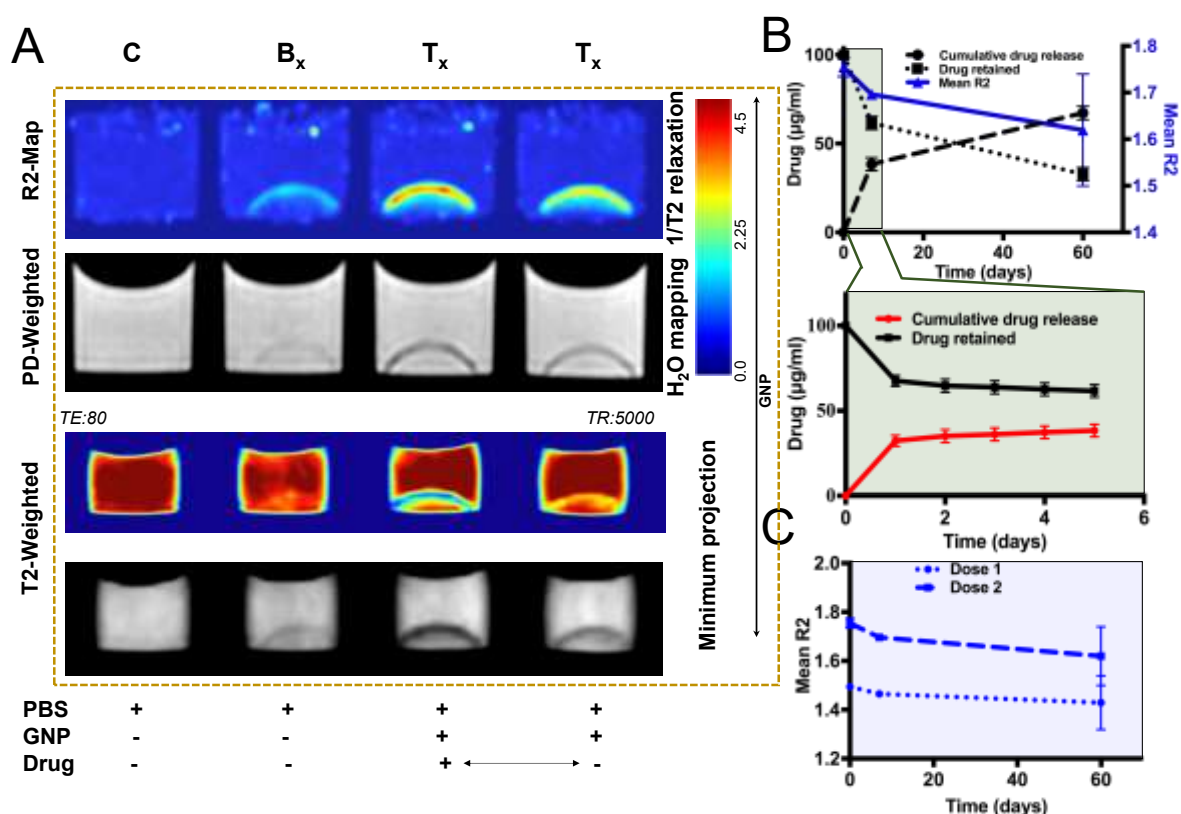 A
C Bx Tx Tx
R2-Map
PD-Weighted
T2-Weighted
TE:80 TR:5000
4.5
2.25
0.0
H2O mapping 1/T2 relaxation
GNP
Minimum projection
PBS + + + +
GNP - - + +
Drug - - + -
B
Cumulative drug release
Drug retained
Mean R2
100
50
0
Drug (µg/ml)
1.8
1.7
1.6
1.5
1.4
Mean R2
0 20 40 60
Time (days)
Cumulative drug release
Drug retained
100
50
0
Drug (µg/ml)
0 2 4 6
Time (days)
C
Dose 1
Dose 2
2.0
1.8
1.6
1.4
1.2
Mean R2
0 20 40 60
Time (days)